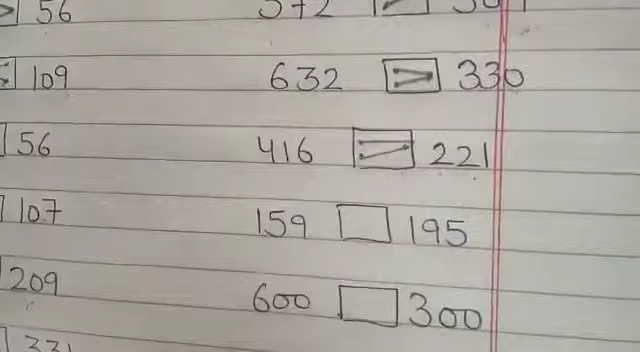 > 56
109 632 > 330
56 416 > 221
107 159 195
209 600 300